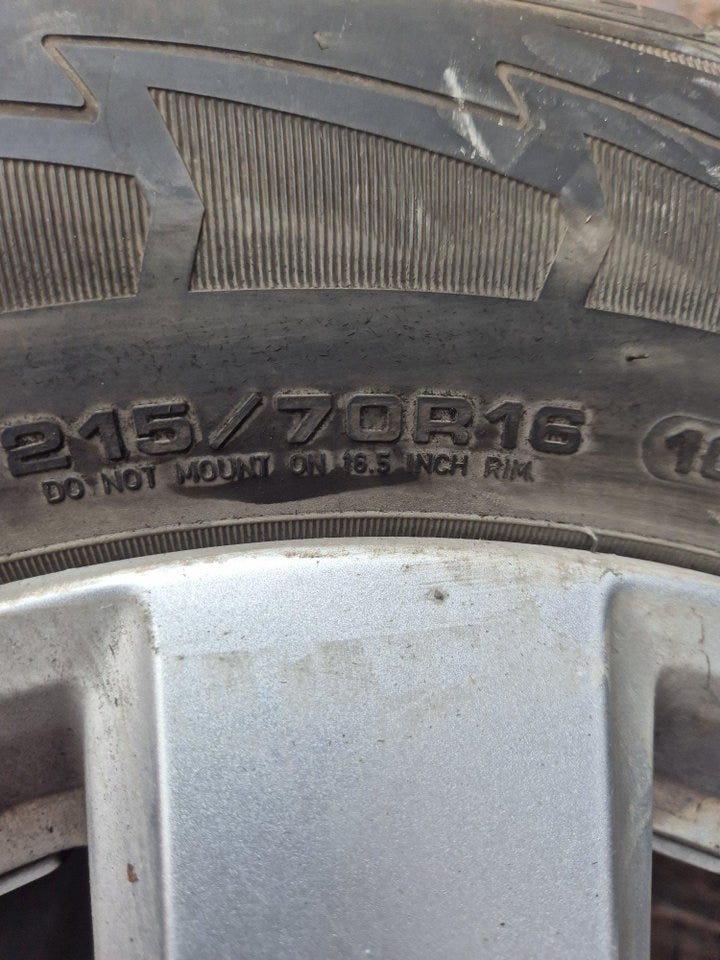 215/70R16
DO NOT MOUNT ON 16.5 INCH RIM.